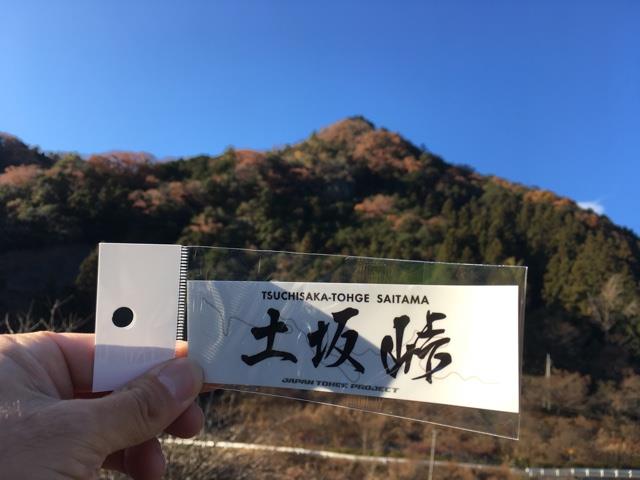 TSUCHISAKA-TOHGE SAITAMA
土坂峠
JAPAN TOHGE PROJECT